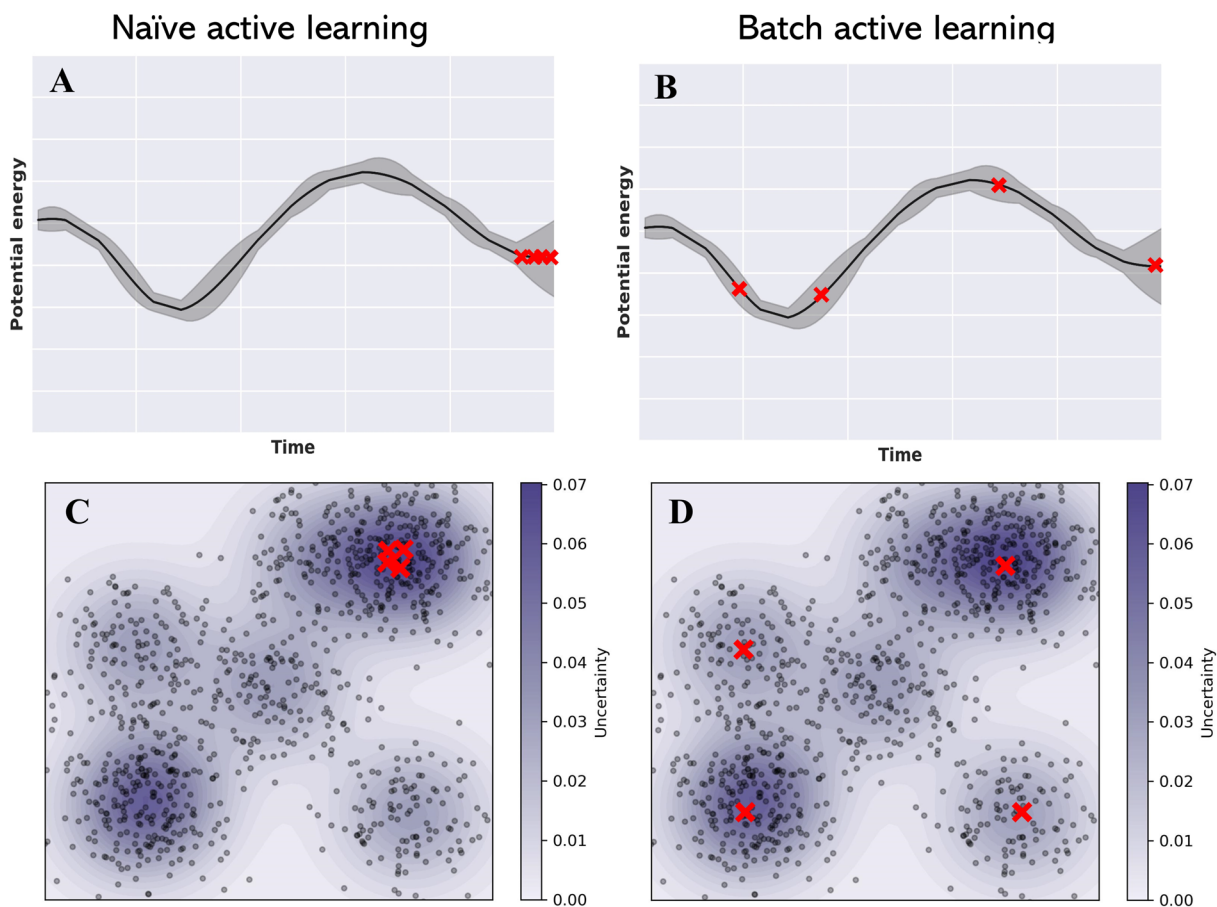 Naïve active learning
Batch active learning
A
B
Potential energy
Potential energy
Time
Time
C
D
0.07
0.06
0.05
0.04
0.03
0.02
0.01
0.00
Uncertainty
0.07
0.06
0.05
0.04
0.03
0.02
0.01
0.00
Uncertainty